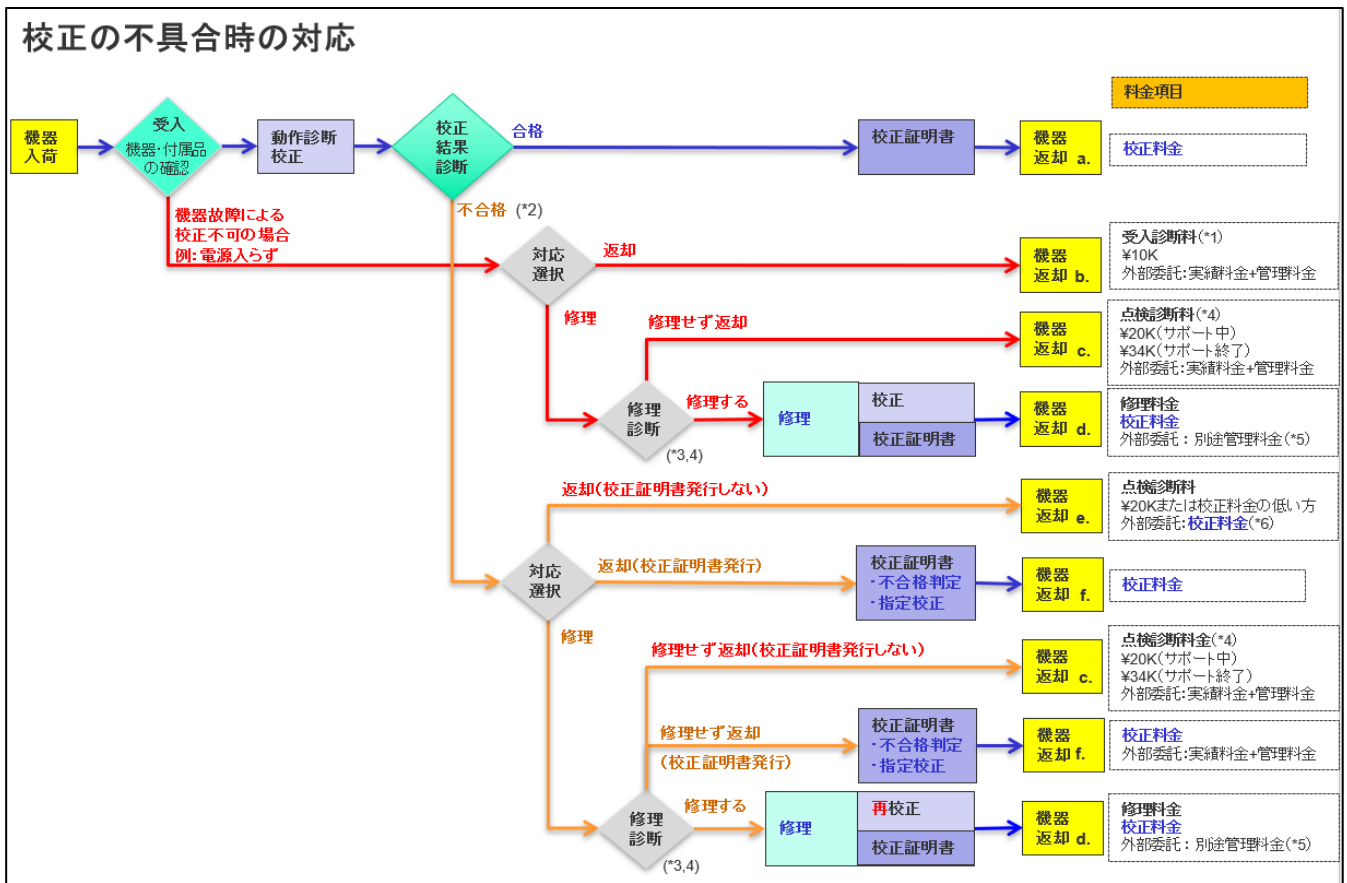 校正の不具合時の対応
料金項目
機器
入荷
受入
機器・付属品
の確認
動作診断
校正
校正
結果
診断
合格
校正証明書
機器
返却 a.
校正料金
機器故障による
校正不可の場合
例：電源入らず
不合格 (*2)
対応
選択
返却
機器
返却 b.
受入診断料(*1)
¥10K
外部委託：実績料金+管理料金
修理
修理せず返却
機器
返却 c.
点検診断料(*4)
¥20K(サポート中)
¥34K(サポート終了)
外部委託：実績料金+管理料金
修理
診断
(*3,4)
修理する
修理
校正
校正証明書
機器
返却 d.
修理料金
校正料金
外部委託：別途管理料金(*5)
返却(校正証明書発行しない)
機器
返却 e.
点検診断料
¥20Kまたは校正料金の低い方
外部委託：校正料金(*6)
対応
選択
返却(校正証明書発行)
校正証明書
・不合格判定
・指定校正
機器
返却 f.
校正料金
修理
修理せず返却(校正証明書発行しない)
機器
返却 c.
点検診断料金(*4)
¥20K(サポート中)
¥34K(サポート終了)
外部委託：実績料金+管理料金
修理せず返却
(校正証明書発行)
校正証明書
・不合格判定
・指定校正
機器
返却 f.
校正料金
外部委託：実績料金+管理料金
修理
診断
(*3,4)
修理する
修理
再校正
校正証明書
機器
返却 d.
修理料金
校正料金
外部委託：別途管理料金(*5)